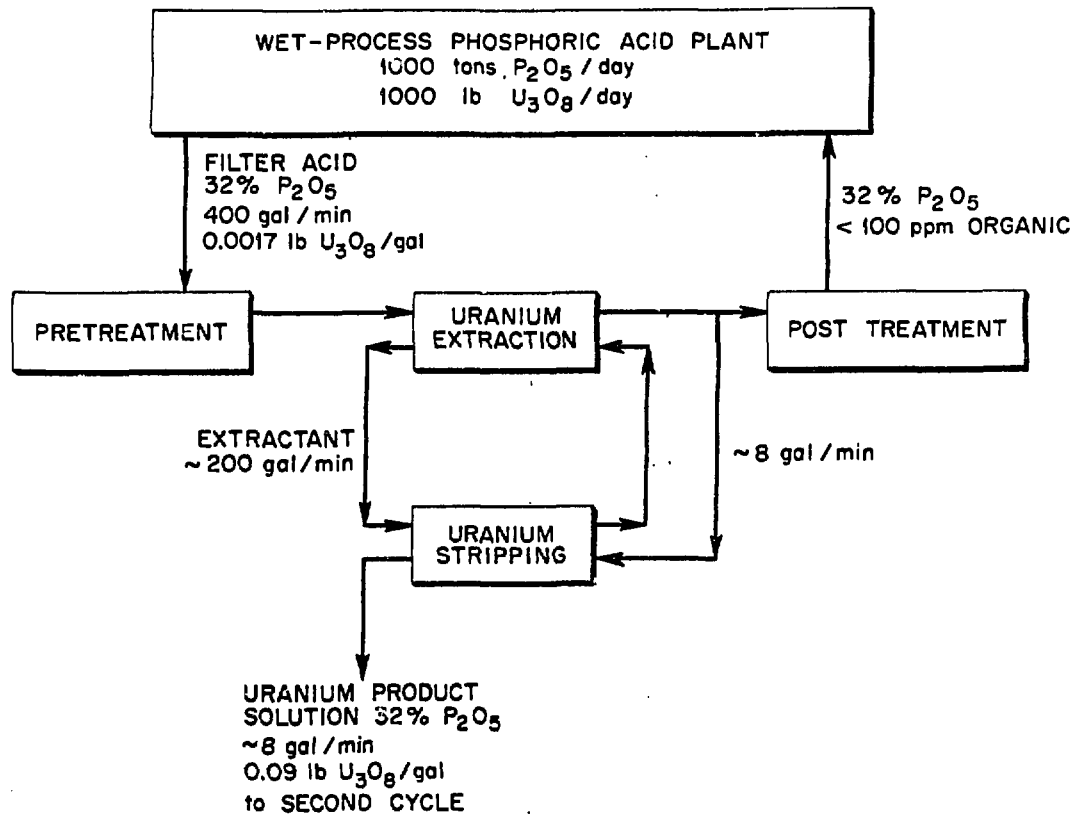 WET-PROCESS PHOSPHORIC ACID PLANT
1000 tons P₂O₅/day
1000 lb U₃O₈/day
FILTER ACID
32% P₂O₅
400 gal/min
0.0017 lb U₃O₈/gal
32% P₂O₅
< 100 ppm ORGANIC
PRETREATMENT
URANIUM
EXTRACTION
POST TREATMENT
EXTRACTANT
~200 gal/min
~8 gal/min
URANIUM
STRIPPING
URANIUM PRODUCT
SOLUTION 32% P₂O₅
~8 gal/min
0.09 lb U₃O₈/gal
to SECOND CYCLE